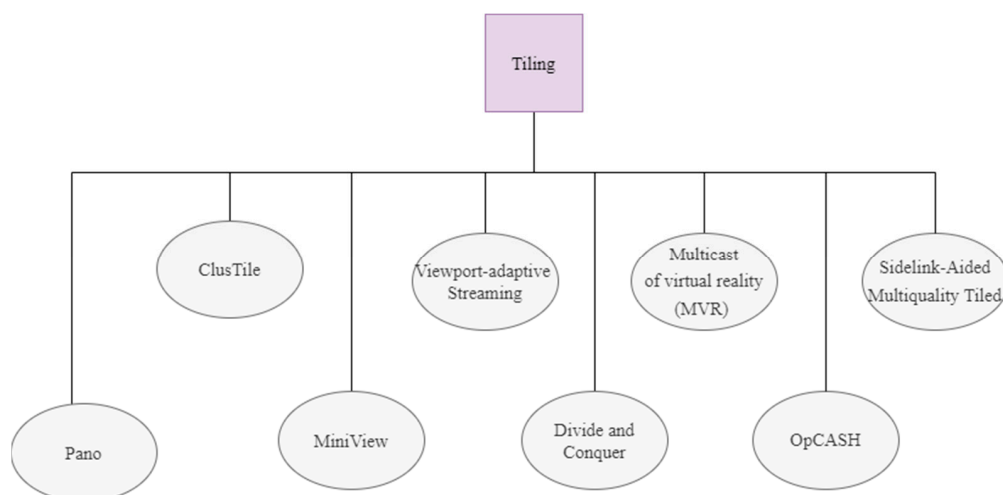 Tiling
ClusTile
Viewport-adaptive
Streaming
Multicast
of virtual reality
(MVR)
Sidelink-Aided
Multiquality Tiled
Pano
MiniView
Divide and
Conquer
OpCASH